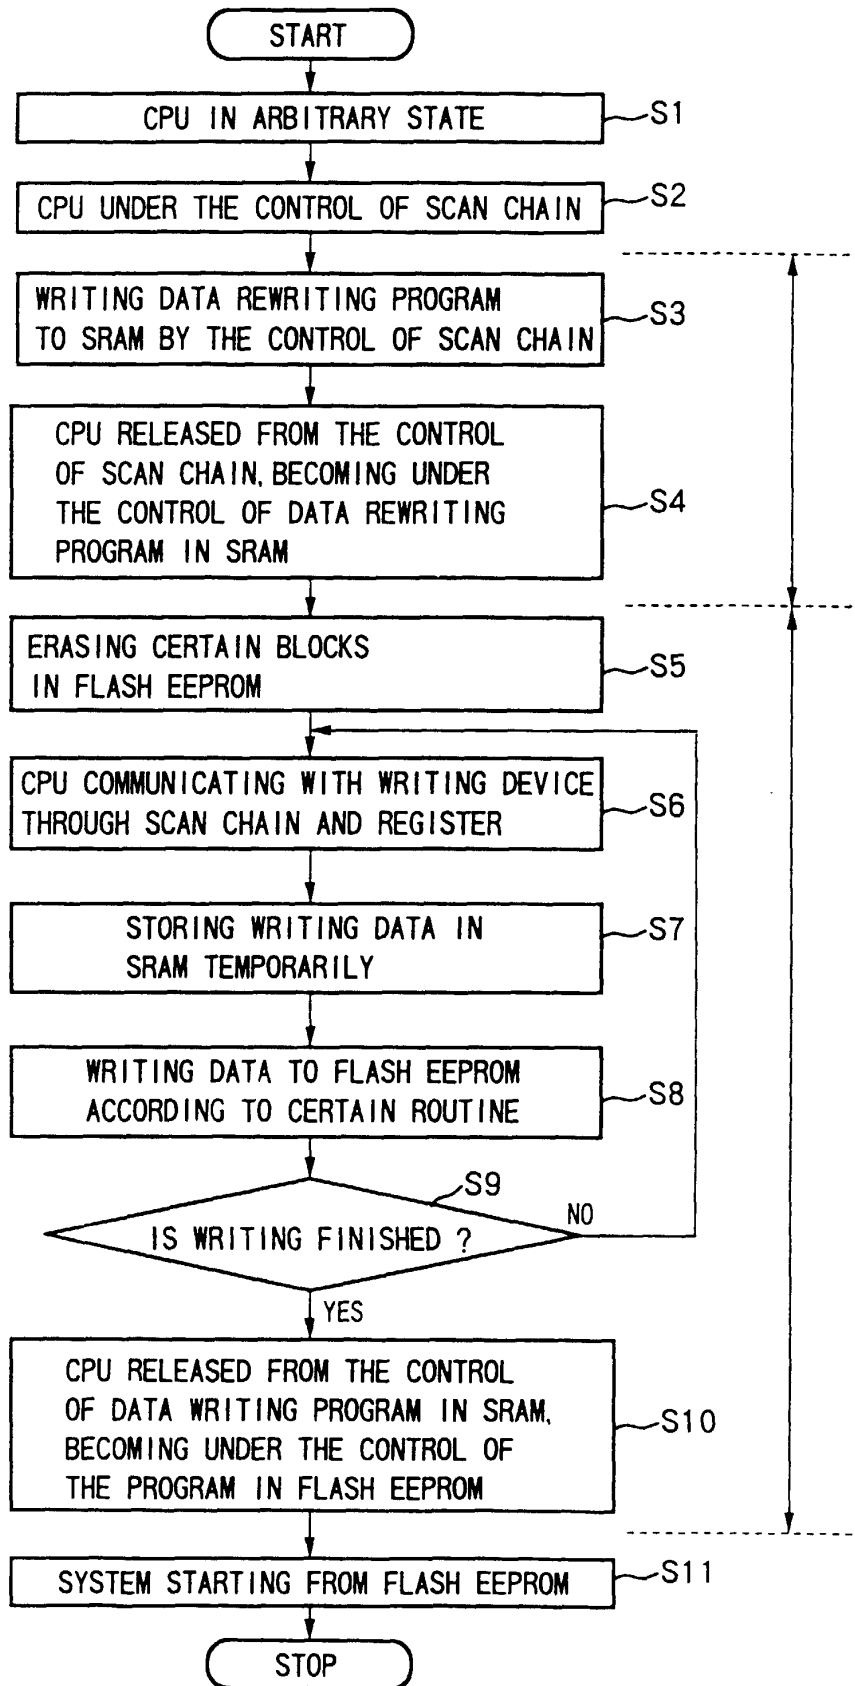 START
CPU IN ARBITRARY STATE
S1
CPU UNDER THE CONTROL OF SCAN CHAIN
S2
WRITING DATA REWRITING PROGRAM
TO SRAM BY THE CONTROL OF SCAN CHAIN
S3
CPU RELEASED FROM THE CONTROL
OF SCAN CHAIN, BECOMING UNDER
THE CONTROL OF DATA REWRITING
PROGRAM IN SRAM
S4
ERASING CERTAIN BLOCKS
IN FLASH EEPROM
S5
CPU COMMUNICATING WITH WRITING DEVICE
THROUGH SCAN CHAIN AND REGISTER
S6
STORING WRITING DATA IN
SRAM TEMPORARILY
S7
WRITING DATA TO FLASH EEPROM
ACCORDING TO CERTAIN ROUTINE
S8
S9
IS WRITING FINISHED ?
NO
YES
CPU RELEASED FROM THE CONTROL
OF DATA WRITING PROGRAM IN SRAM,
BECOMING UNDER THE CONTROL OF
THE PROGRAM IN FLASH EEPROM
S10
SYSTEM STARTING FROM FLASH EEPROM
S11
STOP